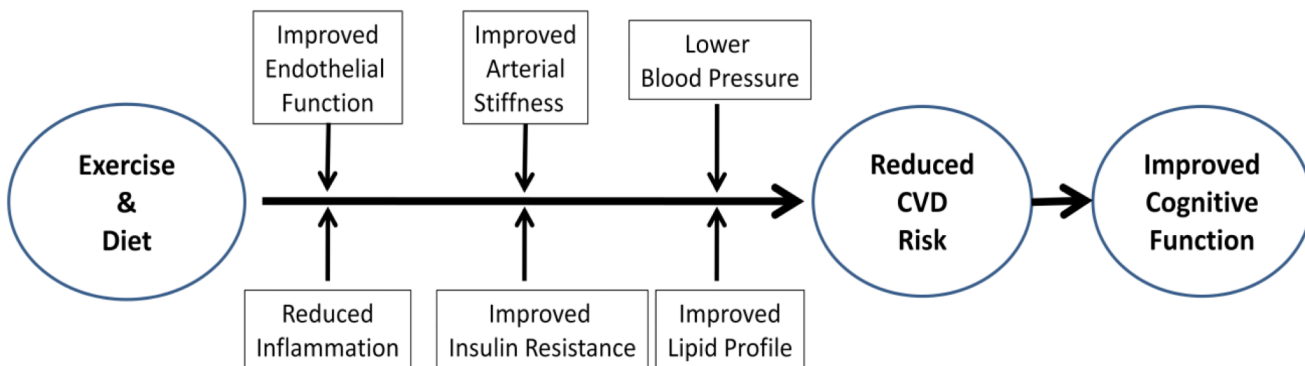 Improved
Endothelial
Function
Improved
Arterial
Stiffness
Lower
Blood Pressure
Exercise
&
Diet
Reduced
CVD
Risk
Improved
Cognitive
Function
Reduced
Inflammation
Improved
Insulin Resistance
Improved
Lipid Profile